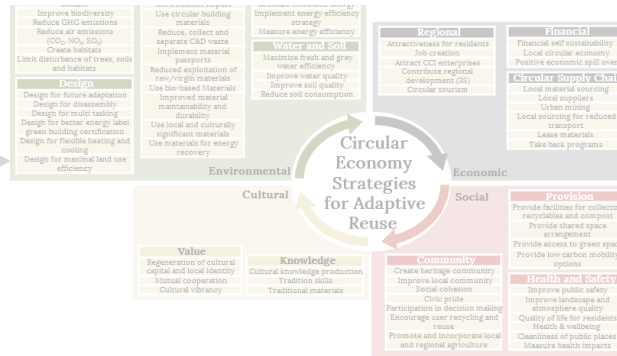 Improve biodiversity
Reduce GHG emissions
Reduce air emissions
(CO₂, NOₓ, SO₂)
Create habitats
Limit disturbance of trees, soils
and habitats
Design
Design for future adaptation
Design for disassembly
Design for multi tasking
Design for better energy label
green building certification
Design for flexible heating and
cooling
Design for maximal land use
efficiency
Use circular building
materials
Reduce, collect and
separate C&D waste
Implement material
passports
Reduced exploitation of
raw/virgin materials
Use bio-based Materials
Improved material
maintainability and
durability
Use local and culturally
significant materials
Use materials for energy
recovery
Implement energy efficiency
strategy
Measure energy efficiency
Water and Soil
Maximize fresh and grey
water efficiency
Improve water quality
Improve soil quality
Reduce soil consumption
Environmental
Regional
Attractiveness for residents
Job creation
Attract CCI enterprises
Contribute regional
development (3S)
Circular tourism
Financial
Financial self sustainability
Local circular economy
Positive economic spill over
Circular Supply Chai
Local material sourcing
Local suppliers
Urban mining
Local sourcing for reduced
transport
Lease materials
Take back programs
Economic
Circular
Economy
Strategies
for Adaptive
Reuse
Cultural
Value
Regeneration of cultural
capital and local identity
Mutual cooperation
Cultural vibrancy
Knowledge
Cultural knowledge production
Tradition skills
Traditional materials
Social
Community
Create heritage community
Improve local community
Social cohesion
Civic pride
Participation in decision making
Encourage user recycling and
reuse
Promote and incorporate local
and regional agriculture
Provision
Provide facilities for collectin
recyclables and compost
Provide shared space
arrangement
Provide access to green spac
Provide low carbon mobility
options
Health and Safety
Improve public safety
Improve landscape and
atmosphere quality
Quality of life for residents
Health & wellbeing
Cleanliness of public places
Measure health impacts